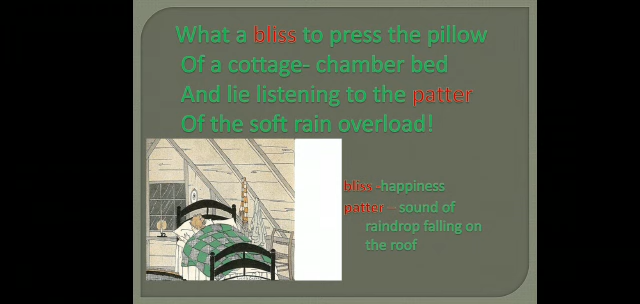 What a bliss to press the pillow
Of a cottage- chamber bed
And lie listening to the patter
Of the soft rain overload!
bliss -happiness
patter – sound of
raindrop falling on
the roof